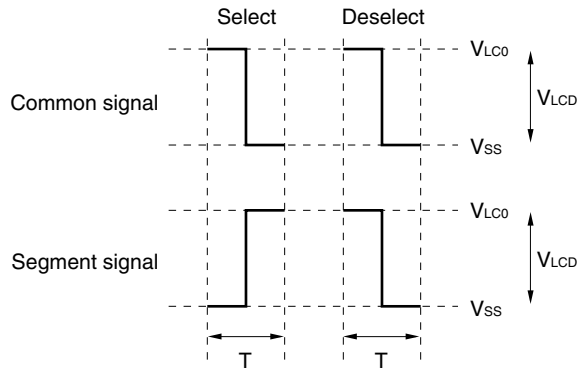 Select Deselect
VLC0
Common signal
VLCD
VSS
VLC0
Segment signal
VLCD
VSS
T T